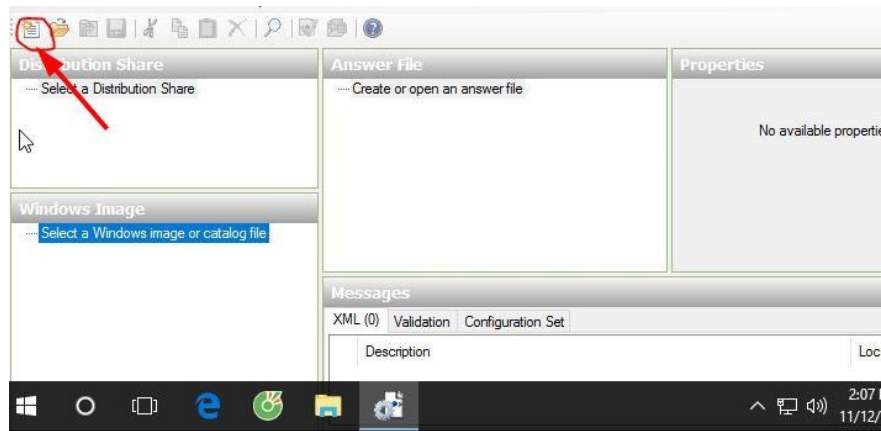 Distribution Share
Select a Distribution Share
Answer File
Create or open an answer file
Properties
No available propertie
Windows Image
Select a Windows image or catalog file
Messages
XML (0) Validation Configuration Set
Description Loc
2:07
11/12/